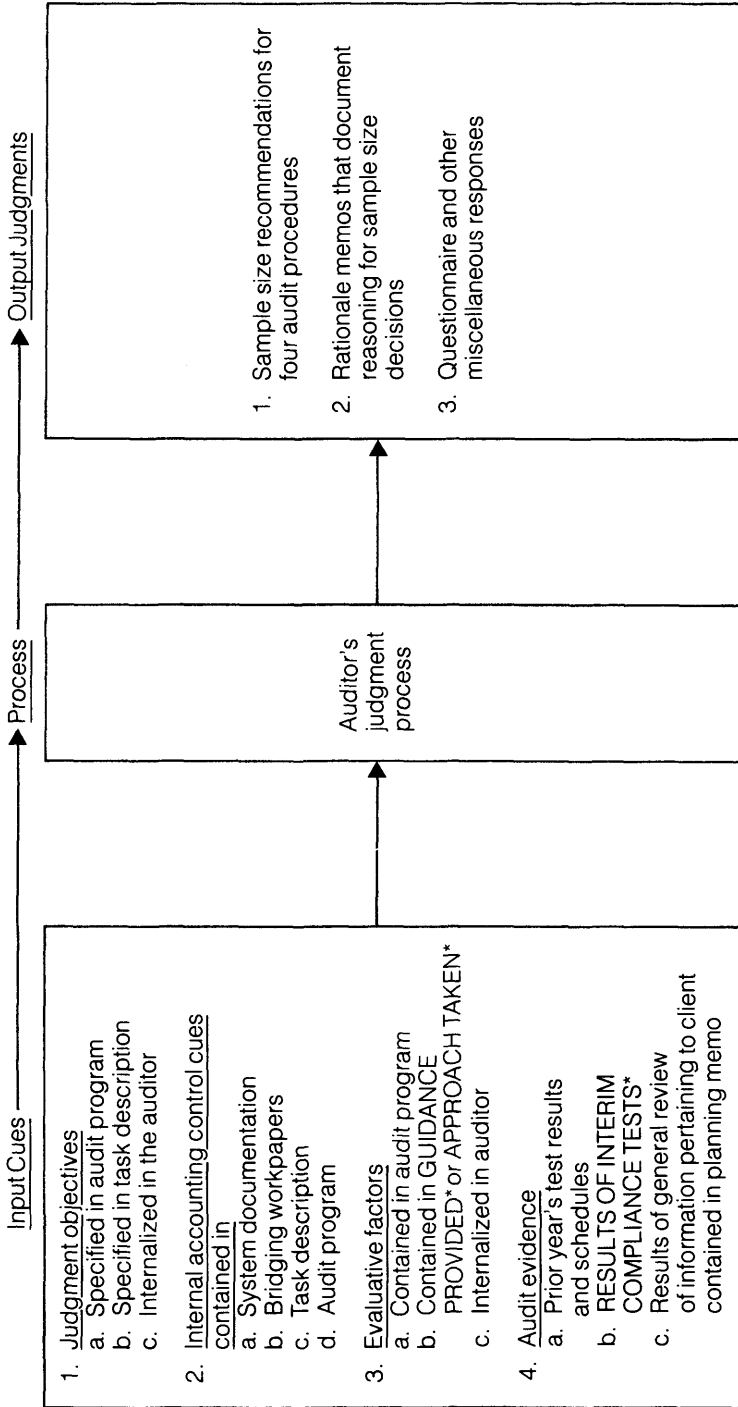 Input Cues
Process
Output Judgments
1. Judgment objectives
a. Specified in audit program
b. Specified in task description
c. Internalized in the auditor
2. Internal accounting control cues
contained in
a. System documentation
b. Bridging workpapers
c. Task description
d. Audit program
3. Evaluative factors
a. Contained in audit program
b. Contained in GUIDANCE
PROVIDED* or APPROACH TAKEN*
c. Internalized in auditor
4. Audit evidence
a. Prior year's test results
and schedules
b. RESULTS OF INTERIM
COMPLIANCE TESTS*
c. Results of general review
of information pertaining to client
contained in planning memo
Auditor's
judgment
process
1. Sample size recommendations for
four audit procedures
2. Rationale memos that document
reasoning for sample size
decisions
3. Questionnaire and other
miscellaneous responses